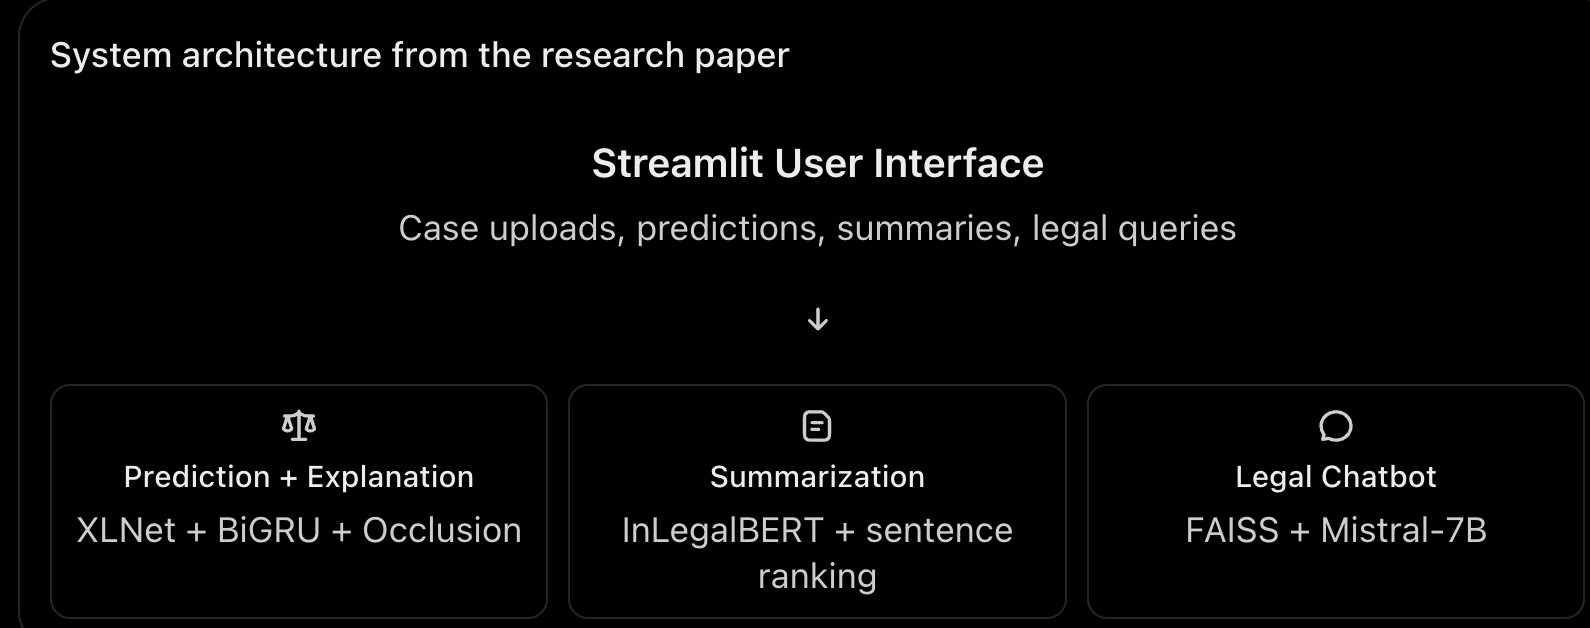 System architecture from the research paper
Streamlit User Interface
Case uploads, predictions, summaries, legal queries
↓
Prediction + Explanation
XLNet + BiGRU + Occlusion
Summarization
InLegalBERT + sentence
ranking
Legal Chatbot
FAISS + Mistral-7B